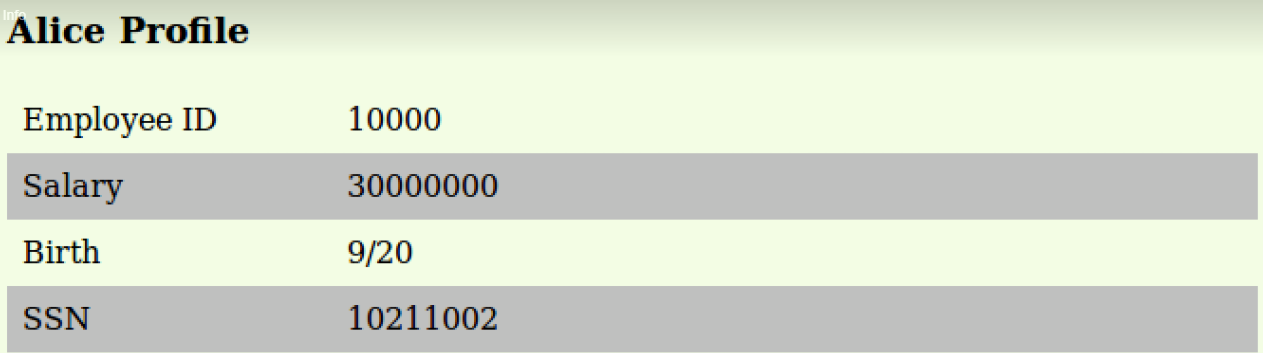 Info
Alice Profile
Employee ID 10000
Salary 30000000
Birth 9/20
SSN 10211002